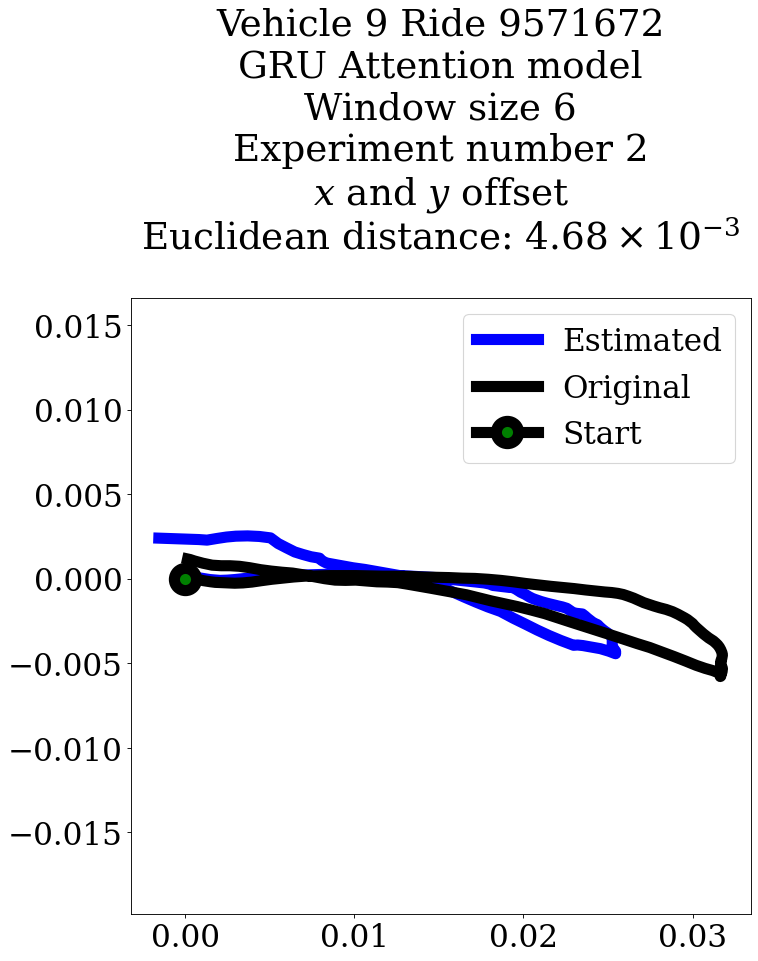 Vehicle 9 Ride 9571672
GRU Attention model
Window size 6
Experiment number 2
x and y offset
Euclidean distance: 4.68 × 10⁻³
Estimated
Original
Start
0.015
0.010
0.005
0.000
−0.005
−0.010
−0.015
0.00 0.01 0.02 0.03